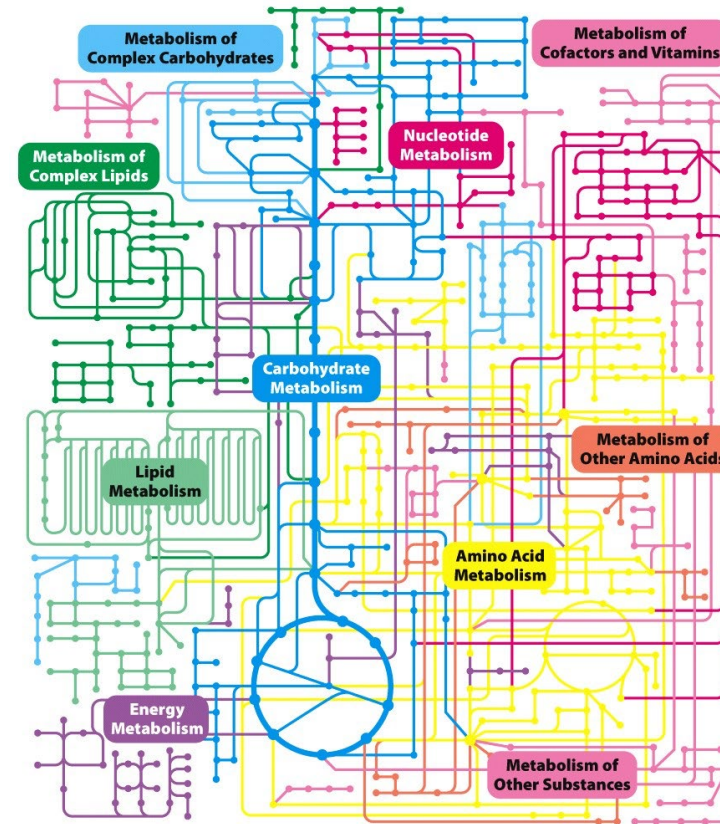 Metabolism of
Complex Carbohydrates
Metabolism of
Cofactors and Vitamins
Nucleotide
Metabolism
Metabolism of
Complex Lipids
Carbohydrate
Metabolism
Metabolism of
Other Amino Acids
Lipid
Metabolism
Amino Acid
Metabolism
Energy
Metabolism
Metabolism of
Other Substances